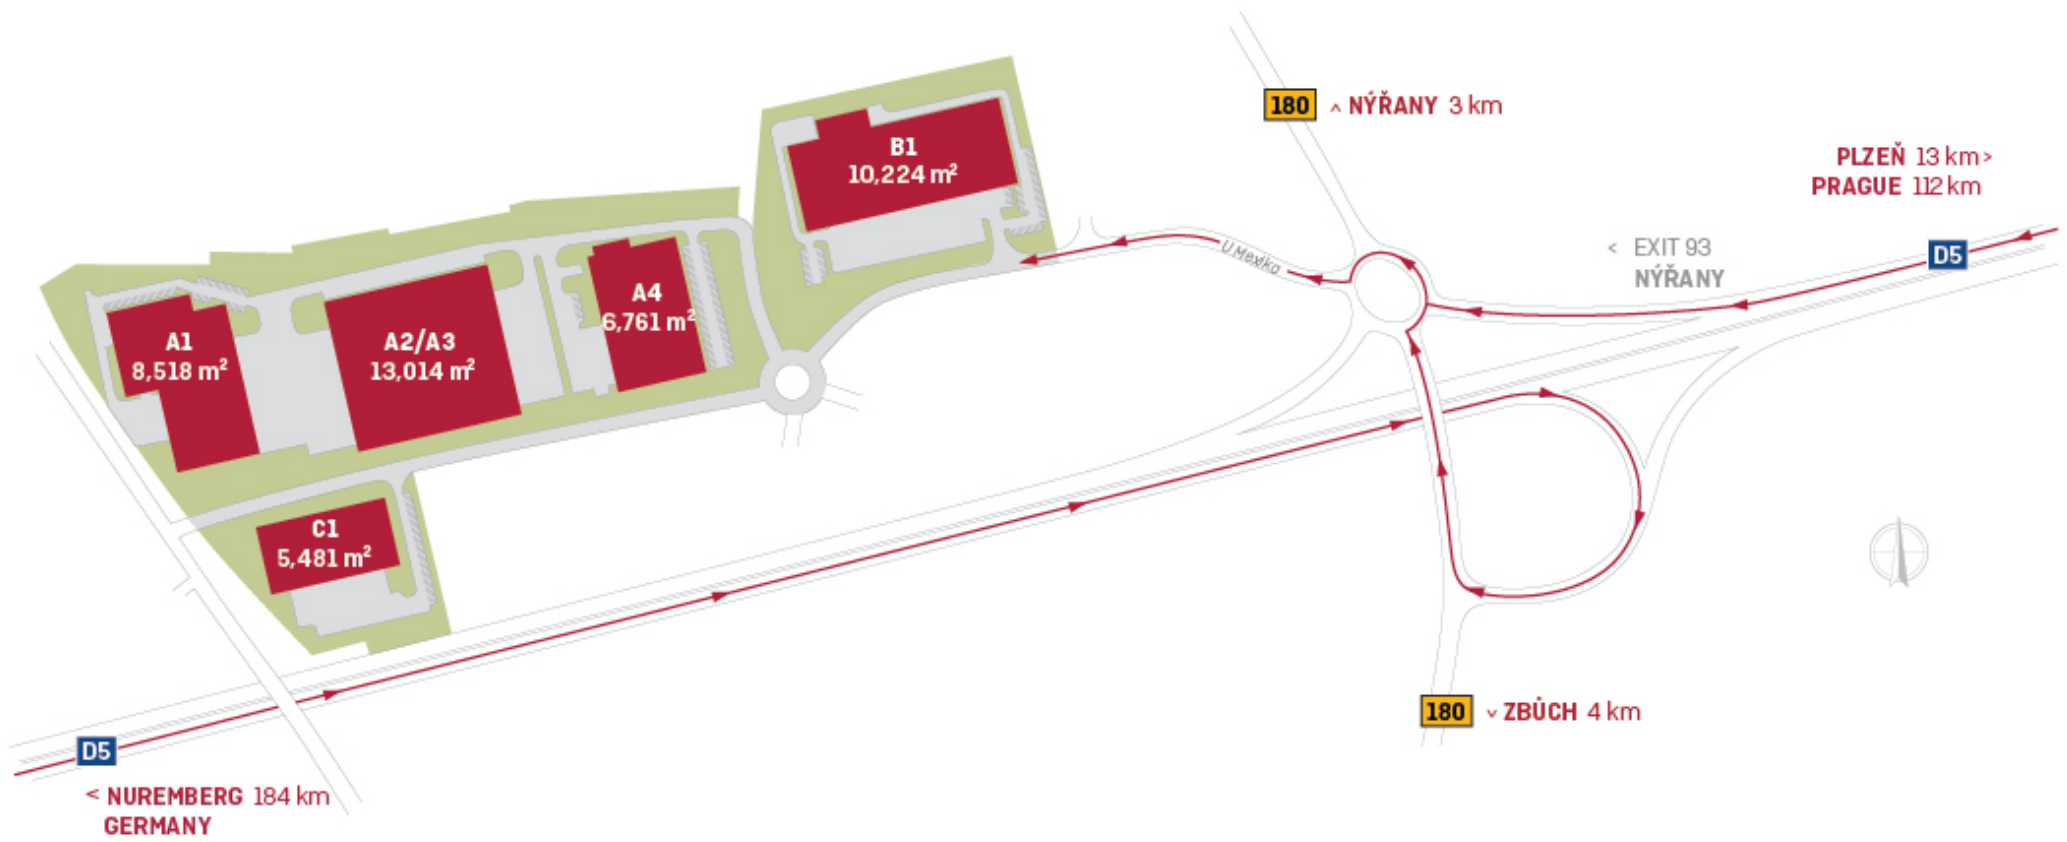 180 ˄ NÝŘANY 3 km
B1
10,224 m²
PLZEŇ 13 km>
PRAGUE 112 km
U Mexika
< EXIT 93
NÝŘANY
D5
A4
6,761 m²
A1
8,518 m²
A2/A3
13,014 m²
C1
5,481 m²
180 ˅ ZBŮCH 4 km
D5
< NUREMBERG 184 km
GERMANY